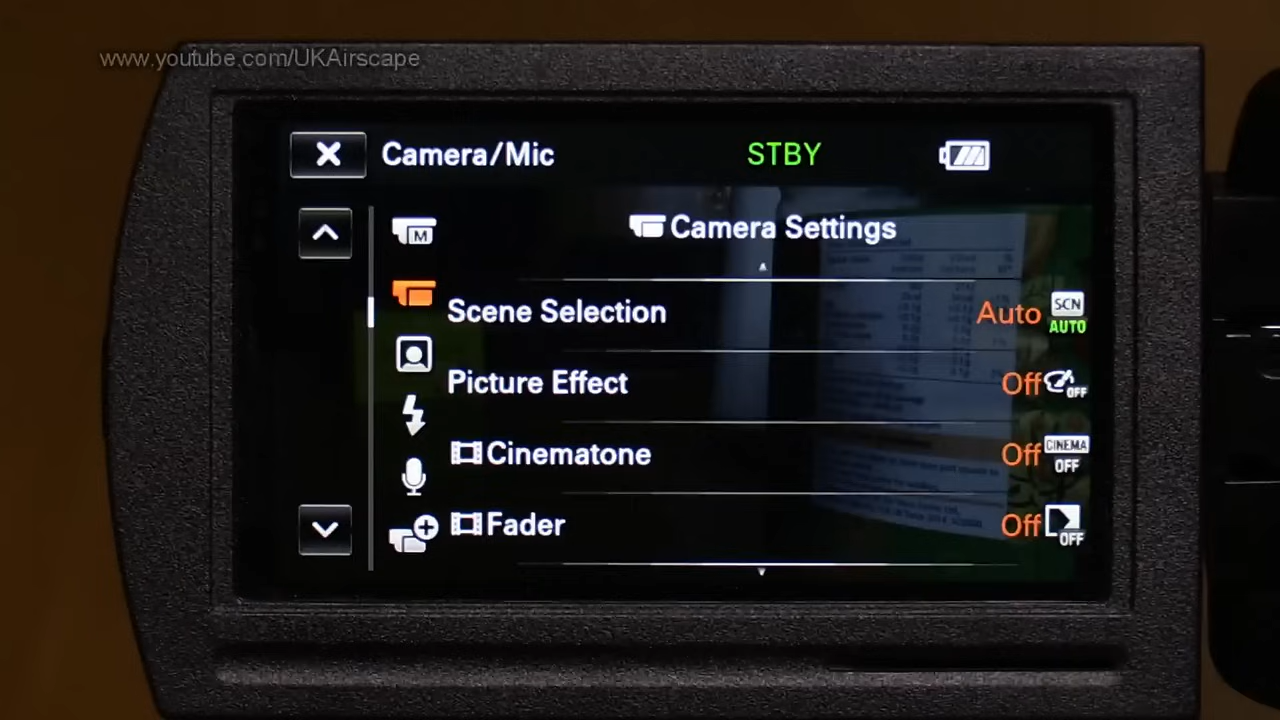 www.youtube.com/UKAirscape
Camera/Mic STBY
M
Camera Settings
Scene Selection Auto SCN AUTO
Picture Effect Off OFF
Cinematone Off CINEMA OFF
Fader Off OFF